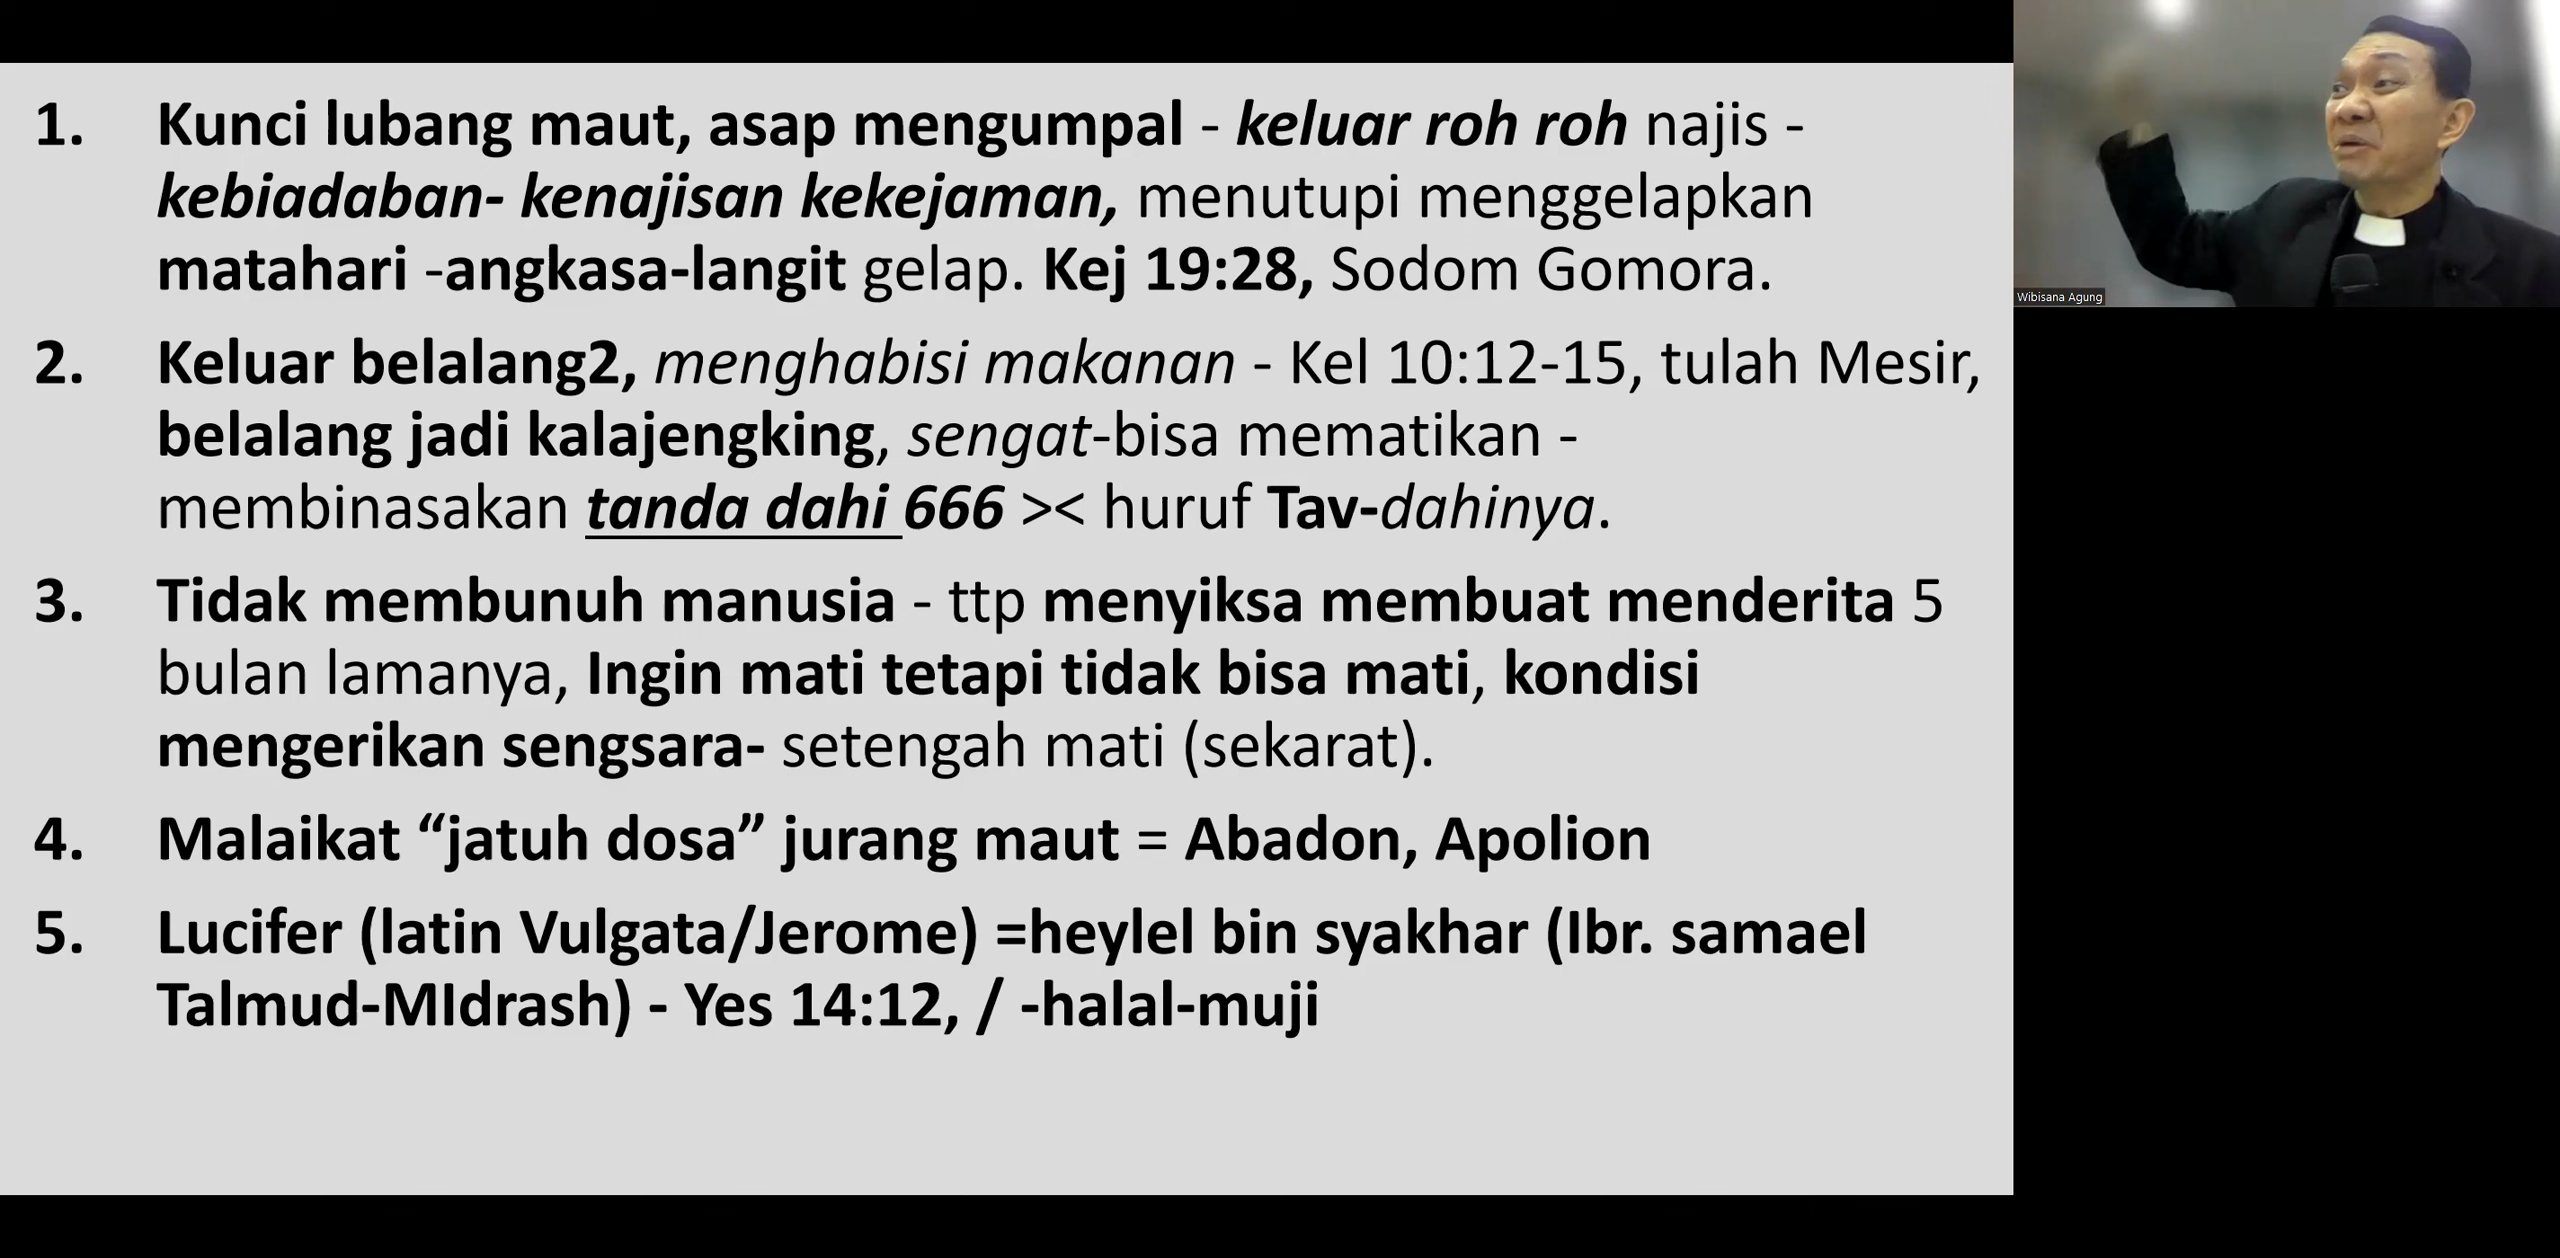 1. Kunci lubang maut, asap mengumpal - keluar roh roh najis -
kebiadaban- kenajisan kekejaman, menutupi menggelapkan
matahari -angkasa-langit gelap. Kej 19:28, Sodom Gomora.
2. Keluar belalang2, menghabisi makanan - Kel 10:12-15, tulah Mesir,
belalang jadi kalajengking, sengat-bisa mematikan -
membinasakan tanda dahi 666 >< huruf Tav-dahinya.
3. Tidak membunuh manusia - ttp menyiksa membuat menderita 5
bulan lamanya, Ingin mati tetapi tidak bisa mati, kondisi
mengerikan sengsara- setengah mati (sekarat).
4. Malaikat “jatuh dosa” jurang maut = Abadon, Apolion
5. Lucifer (latin Vulgata/Jerome) =heylel bin syakhar (Ibr. samael
Talmud-MIdrash) - Yes 14:12, / -halal-muji
Wibisana Agung